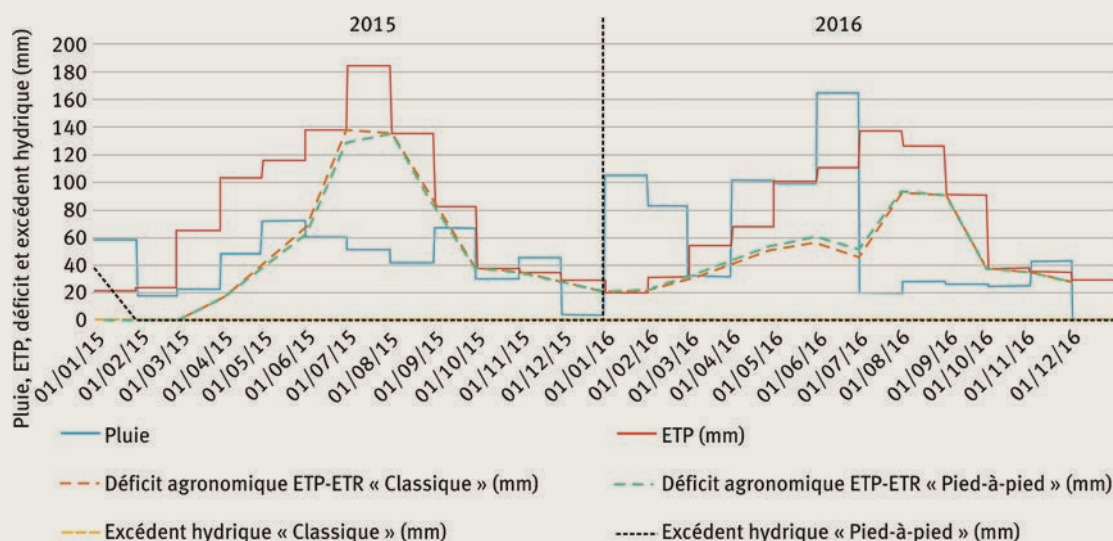 2015 2016
Pluie, ETP, déficit et excédent hydrique (mm)
200
180
160
140
120
100
80
60
40
20
0
01/01/15 01/02/15 01/03/15 01/04/15 01/05/15 01/06/15 01/07/15 01/08/15 01/09/15 01/10/15 01/11/15 01/12/15 01/01/16 01/02/16 01/03/16 01/04/16 01/05/16 01/06/16 01/07/16 01/08/16 01/09/16 01/10/16 01/11/16 01/12/16
Pluie ETP (mm)
Déficit agronomique ETP-ETR « Classique » (mm) Déficit agronomique ETP-ETR « Pied-à-pied » (mm)
Excédent hydrique « Classique » (mm) Excédent hydrique « Pied-à-pied » (mm)